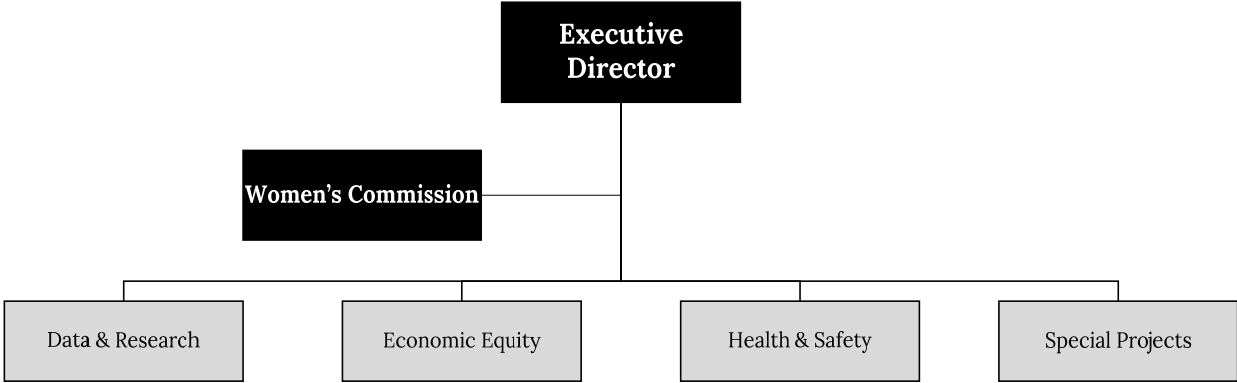 Executive
Director
Women’s Commission
Data & Research
Economic Equity
Health & Safety
Special Projects